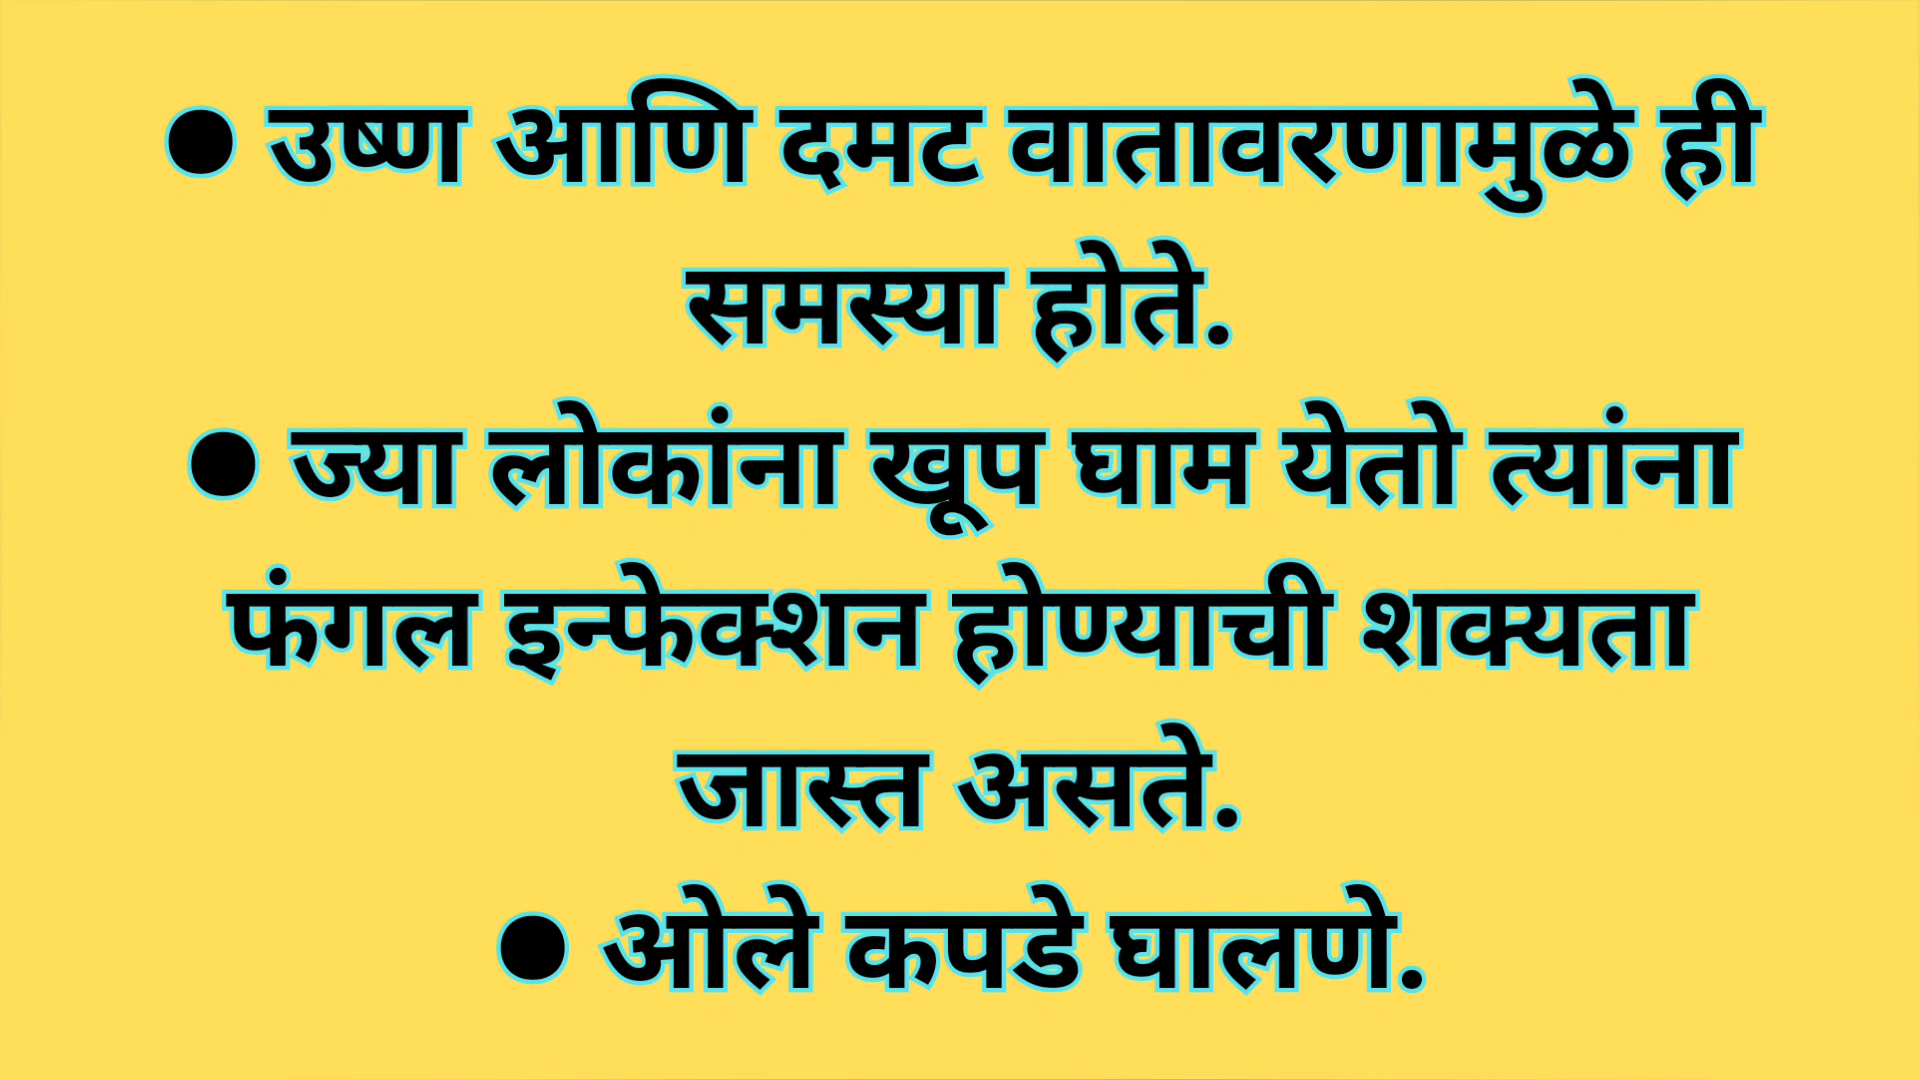 ● उष्ण आणि दमट वातावरणामुळे ही
समस्या होते.
● ज्या लोकांना खूप घाम येतो त्यांना
फंगल इन्फेक्शन होण्याची शक्यता
जास्त असते.
● ओले कपडे घालणे.